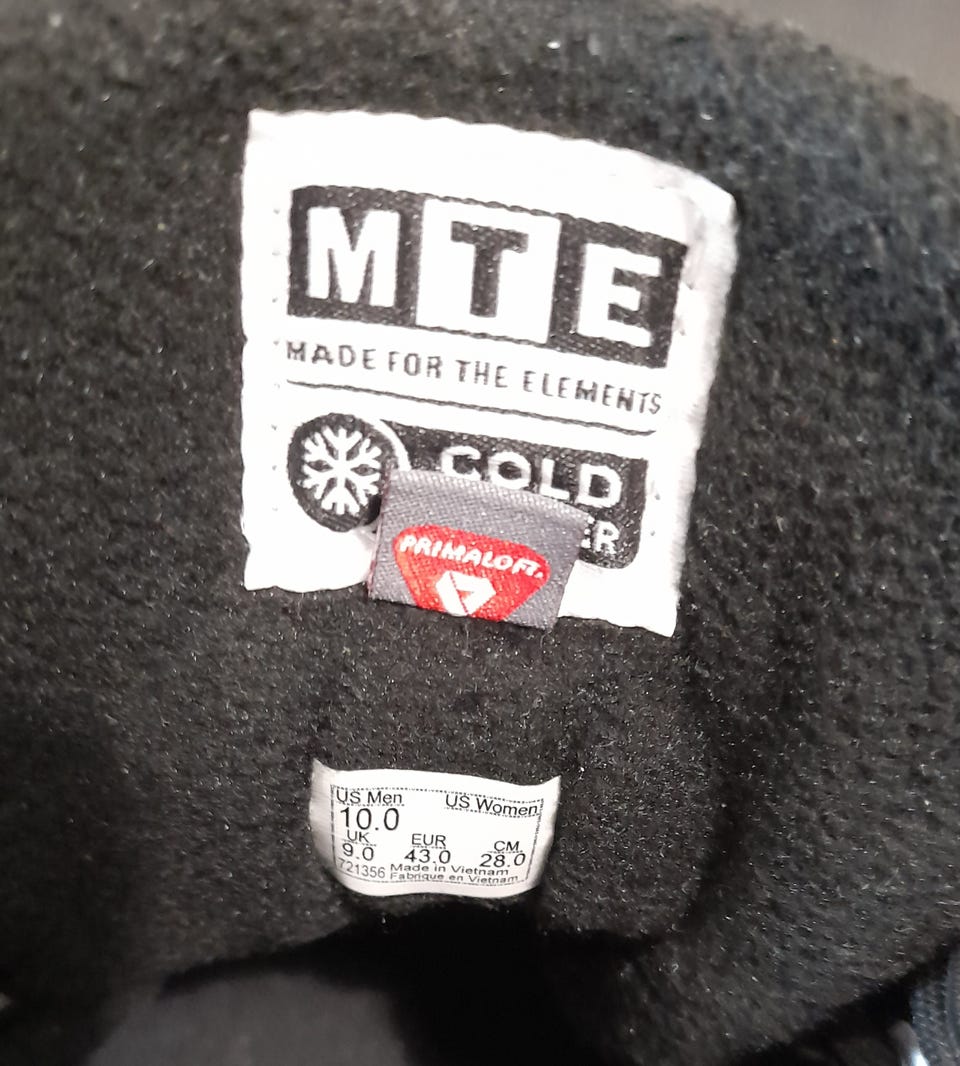 MTE
MADE FOR THE ELEMENTS
COLD
PRIMALOFT.
US Men US Women
10.0
UK EUR CM
9.0 43.0 28.0
721356 Made in Vietnam
Fabrique en Vietnam